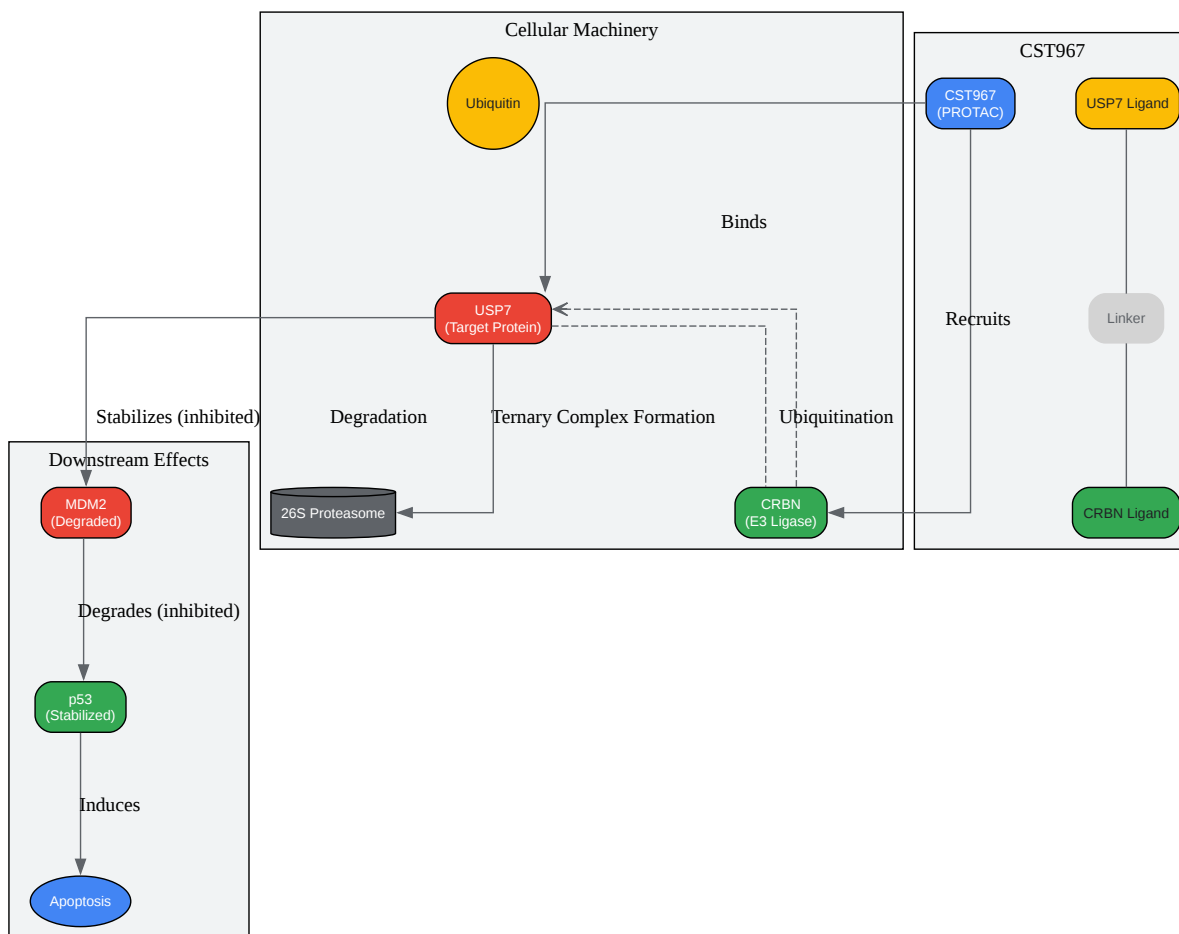 Cellular Machinery
CST967
Ubiquitin
CST967
(PROTAC)
USP7 Ligand
Binds
USP7
(Target Protein)
Recruits
Linker
Stabilizes (inhibited)
Degradation
Ternary Complex Formation
Ubiquitination
Downstream Effects
MDM2
(Degraded)
26S Proteasome
CRBN
(E3 Ligase)
CRBN Ligand
Degrades (inhibited)
p53
(Stabilized)
Induces
Apoptosis